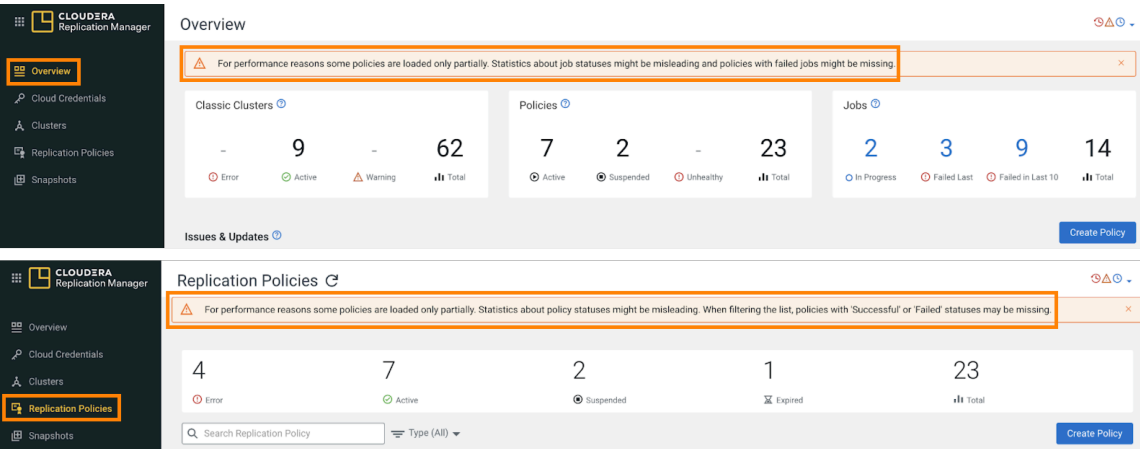 CLOUDERA
Replication Manager
Overview
Cloud Credentials
Clusters
Replication Policies
Snapshots
Overview
For performance reasons some policies are loaded only partially. Statistics about job statuses might be misleading and policies with failed jobs might be missing.
Classic Clusters
- 9 - 62
Error Active Warning Total
Policies
7 2 - 23
Active Suspended Unhealthy Total
Jobs
2 3 9 14
In Progress Failed Last Failed in Last 10 Total
Issues & Updates
Create Policy
CLOUDERA
Replication Manager
Overview
Cloud Credentials
Clusters
Replication Policies
Snapshots
Replication Policies
For performance reasons some policies are loaded only partially. Statistics about policy statuses might be misleading. When filtering the list, policies with 'Successful' or 'Failed' statuses may be missing.
4 7 2 1 23
Error Active Suspended Expired Total
Search Replication Policy
Type (All)
Create Policy